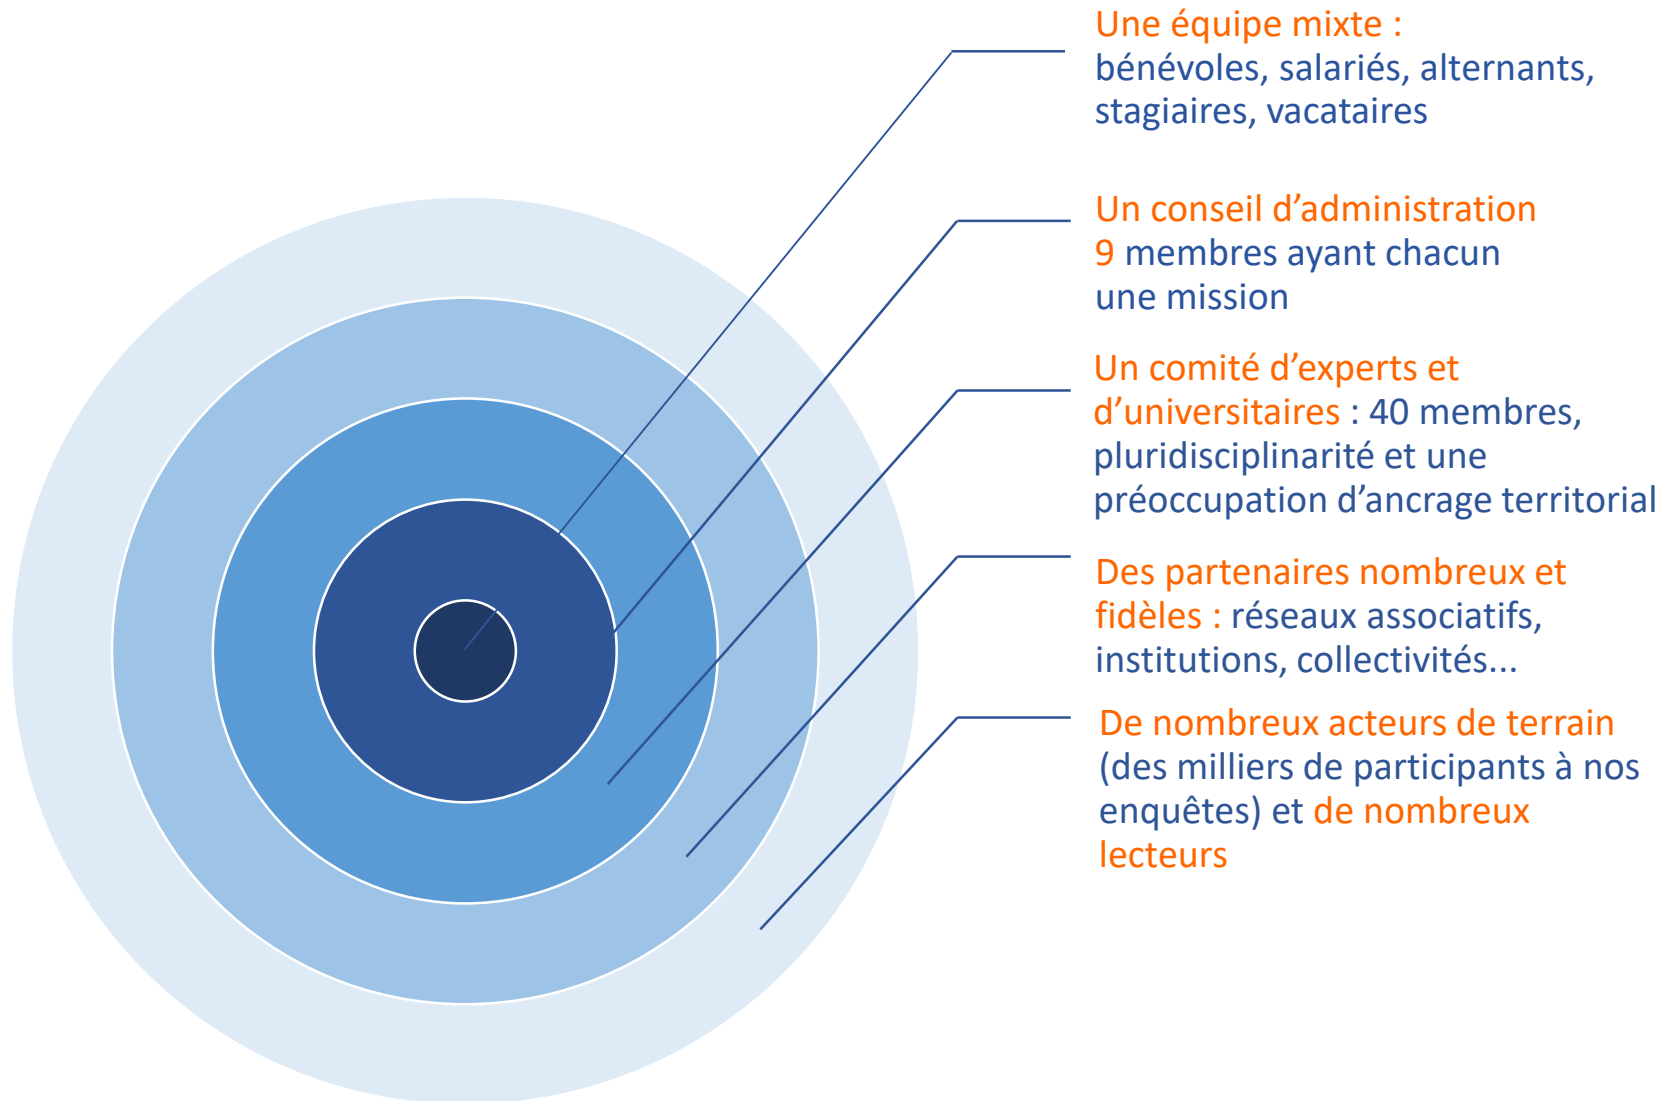 Une équipe mixte :
bénévoles, salariés, alternants,
stagiaires, vacataires
Un conseil d’administration
9 membres ayant chacun
une mission
Un comité d’experts et
d’universitaires : 40 membres,
pluridisciplinarité et une
préoccupation d’ancrage territorial
Des partenaires nombreux et
fidèles : réseaux associatifs,
institutions, collectivités...
De nombreux acteurs de terrain
(des milliers de participants à nos
enquêtes) et de nombreux
lecteurs